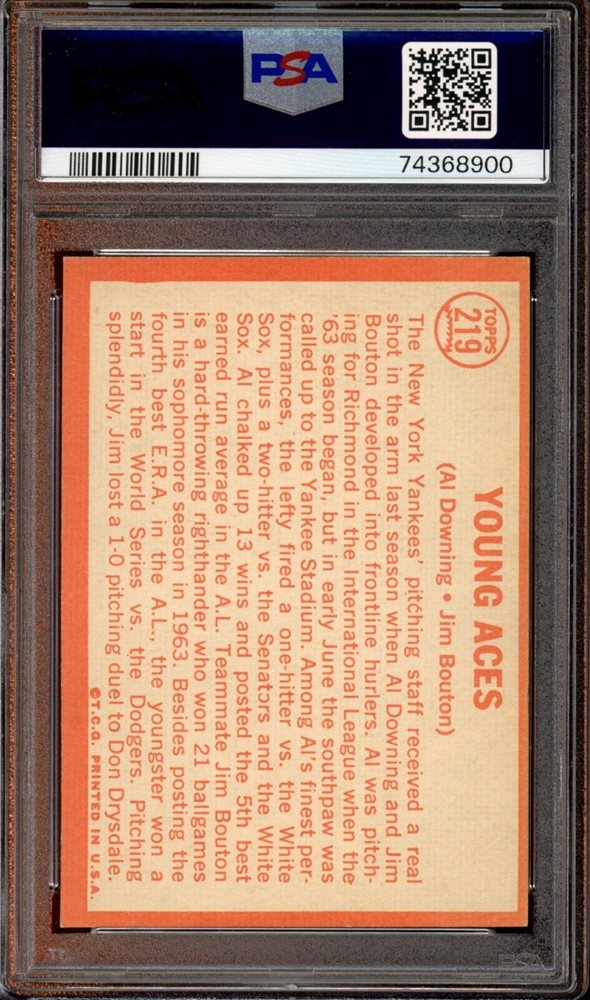 PSA
74368900
TOPPS
219
YOUNG ACES
(Al Downing • Jim Bouton)
The New York Yankees' pitching staff received a real
shot in the arm last season when Al Downing and Jim
Bouton developed into frontline hurlers. Al was pitch-
ing for Richmond in the International League when the
'63 season began, but in early June the southpaw was
called up to the Yankee Stadium. Among Al's finest per-
formances, the lefty fired a one-hitter vs. the White
Sox, plus a two-hitter vs. the Senators and the White
Sox. Al chalked up 13 wins and posted the 5th best
earned run average in the A.L. Teammate Jim Bouton
is a hard-throwing righthander who won 21 ballgames
in his sophomore season in 1963. Besides posting the
fourth best E.R.A. in the A.L., the youngster won a
start in the World Series vs. the Dodgers. Pitching
splendidly, Jim lost a 1-0 pitching duel to Don Drysdale.
©T.C.G. PRINTED IN U.S.A.
PSA